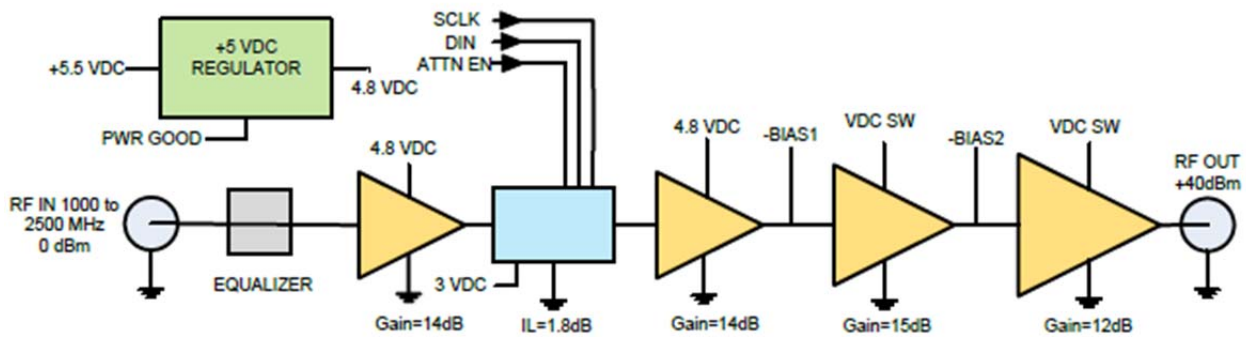 +5 VDC
REGULATOR
+5.5 VDC
4.8 VDC
PWR GOOD
SCLK
DIN
ATTN EN
RF IN 1000 to
2500 MHz
0 dBm
EQUALIZER
4.8 VDC
Gain=14dB
3 VDC
IL=1.8dB
4.8 VDC
Gain=14dB
-BIAS1
VDC SW
Gain=15dB
-BIAS2
VDC SW
Gain=12dB
RF OUT
+40dBm